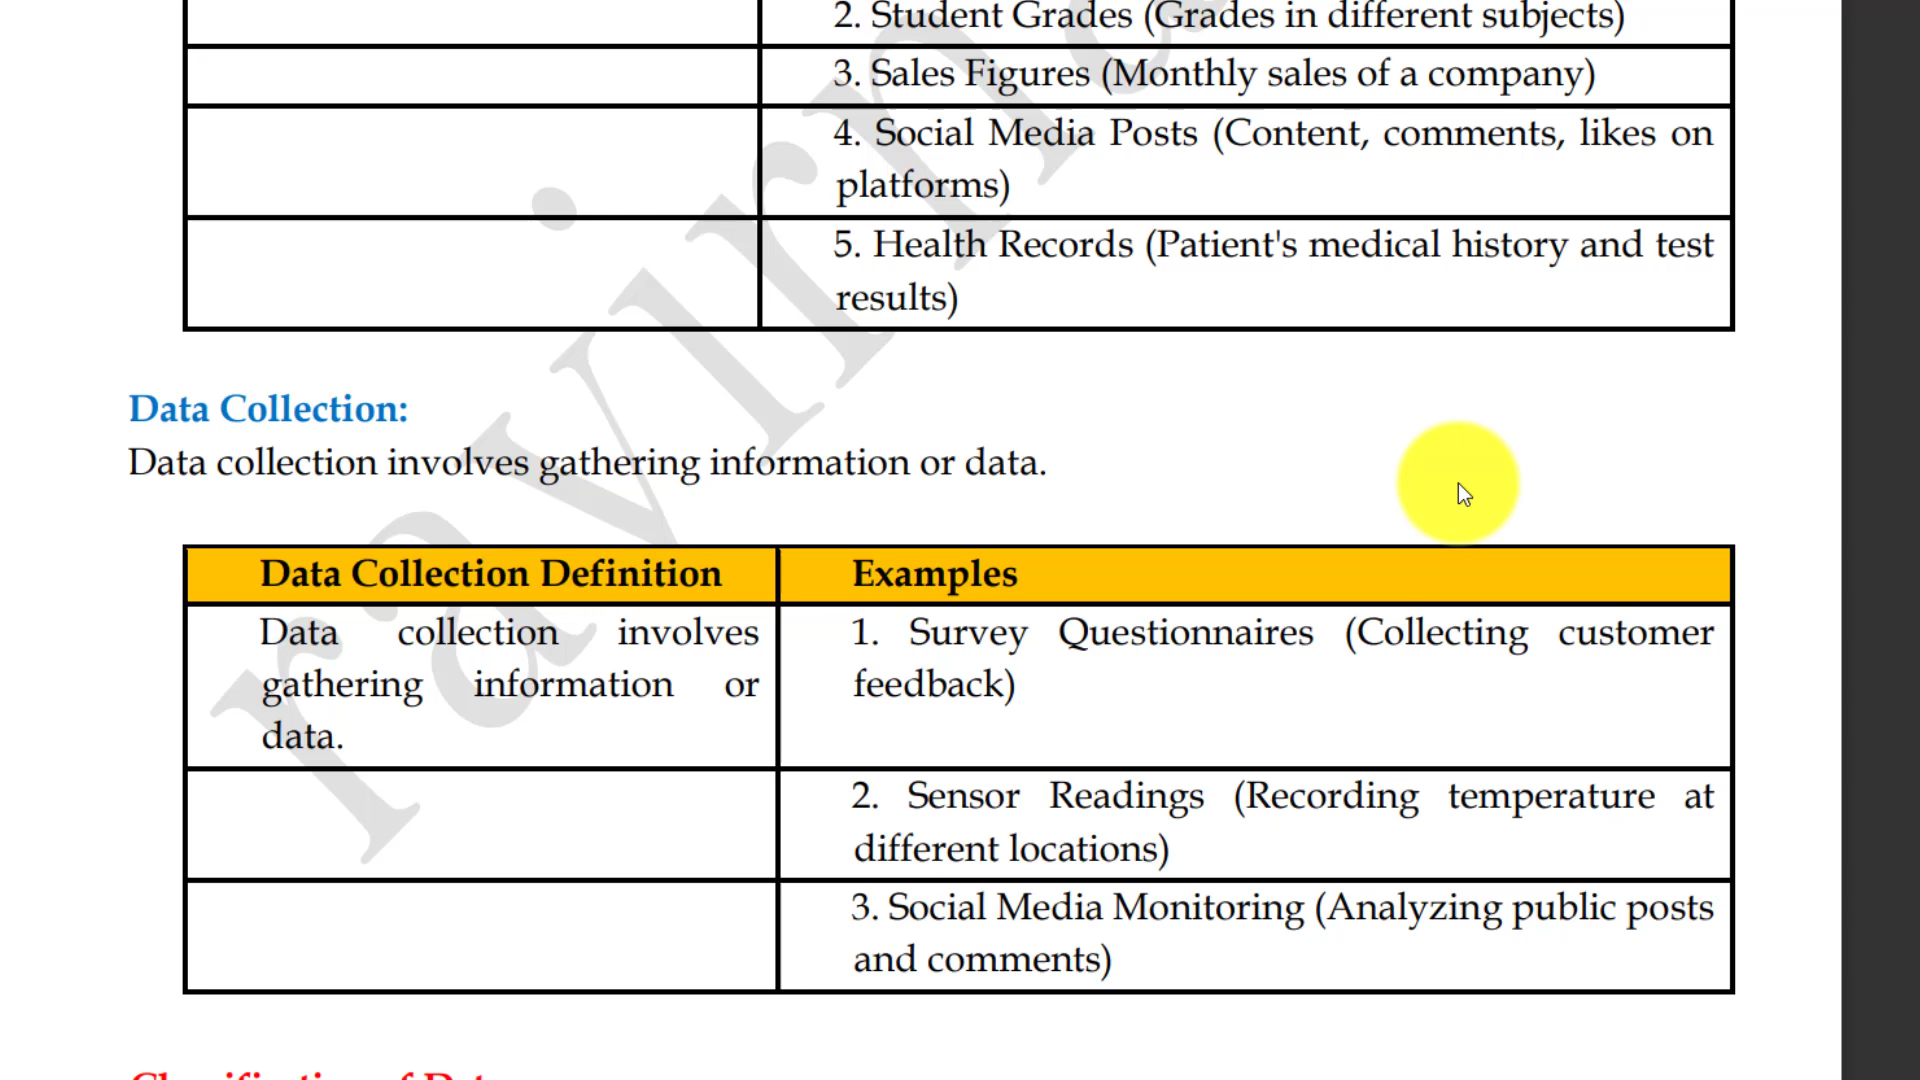 2. Student Grades (Grades in different subjects)
3. Sales Figures (Monthly sales of a company)
4. Social Media Posts (Content, comments, likes on
platforms)
5. Health Records (Patient's medical history and test
results)
Data Collection:
Data collection involves gathering information or data.
Data Collection Definition
Examples
Data collection involves
gathering information or
data.
1. Survey Questionnaires (Collecting customer
feedback)
2. Sensor Readings (Recording temperature at
different locations)
3. Social Media Monitoring (Analyzing public posts
and comments)